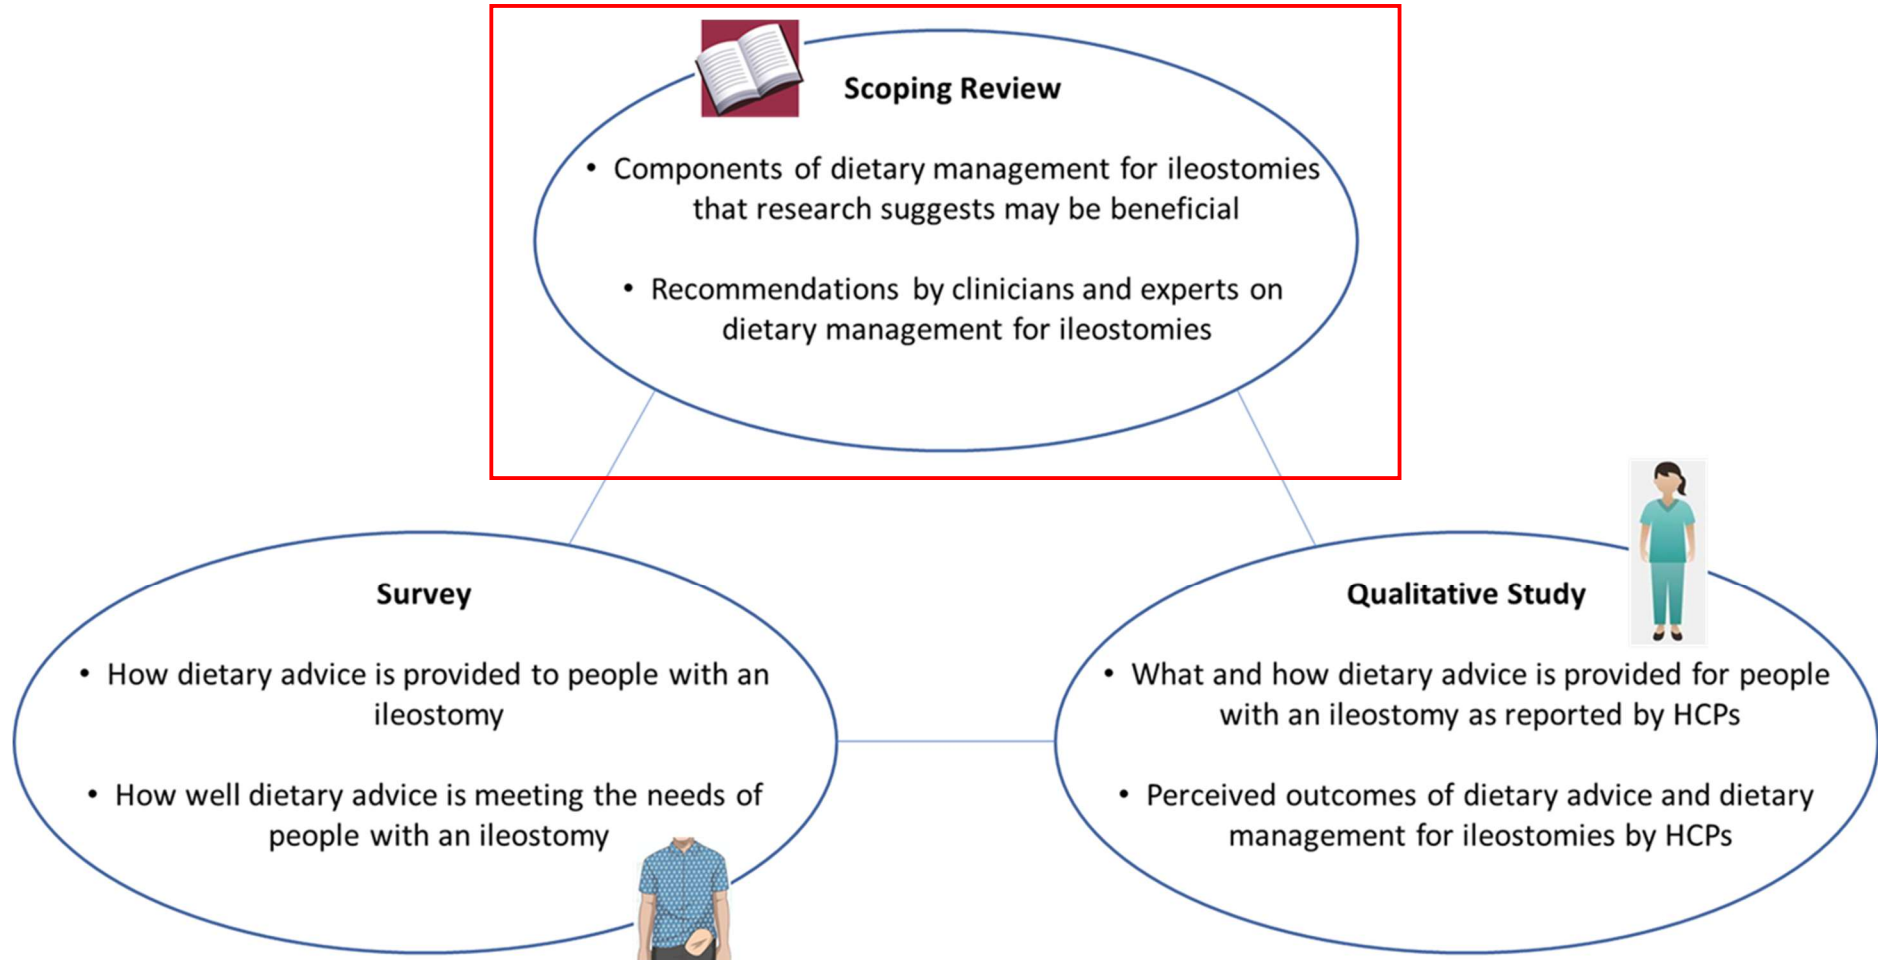 Scoping Review
• Components of dietary management for ileostomies
that research suggests may be beneficial
• Recommendations by clinicians and experts on
dietary management for ileostomies
Survey
• How dietary advice is provided to people with an
ileostomy
• How well dietary advice is meeting the needs of
people with an ileostomy
Qualitative Study
• What and how dietary advice is provided for people
with an ileostomy as reported by HCPs
• Perceived outcomes of dietary advice and dietary
management for ileostomies by HCPs